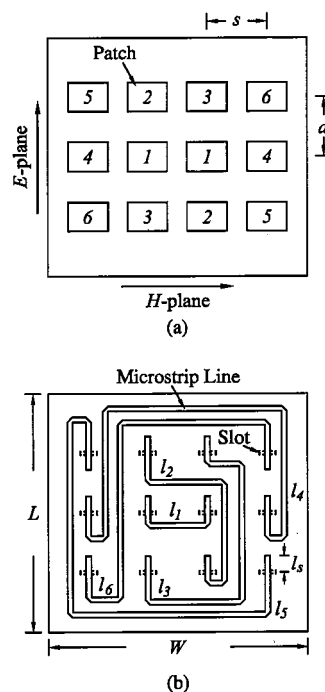 s
Patch
5 2 3 6
d
E-plane
4 1 1 4
6 3 2 5
H-plane
(a)
Microstrip Line
Slot
l2
l4
L
l1
ls
l6 l3
l5
W
(b)